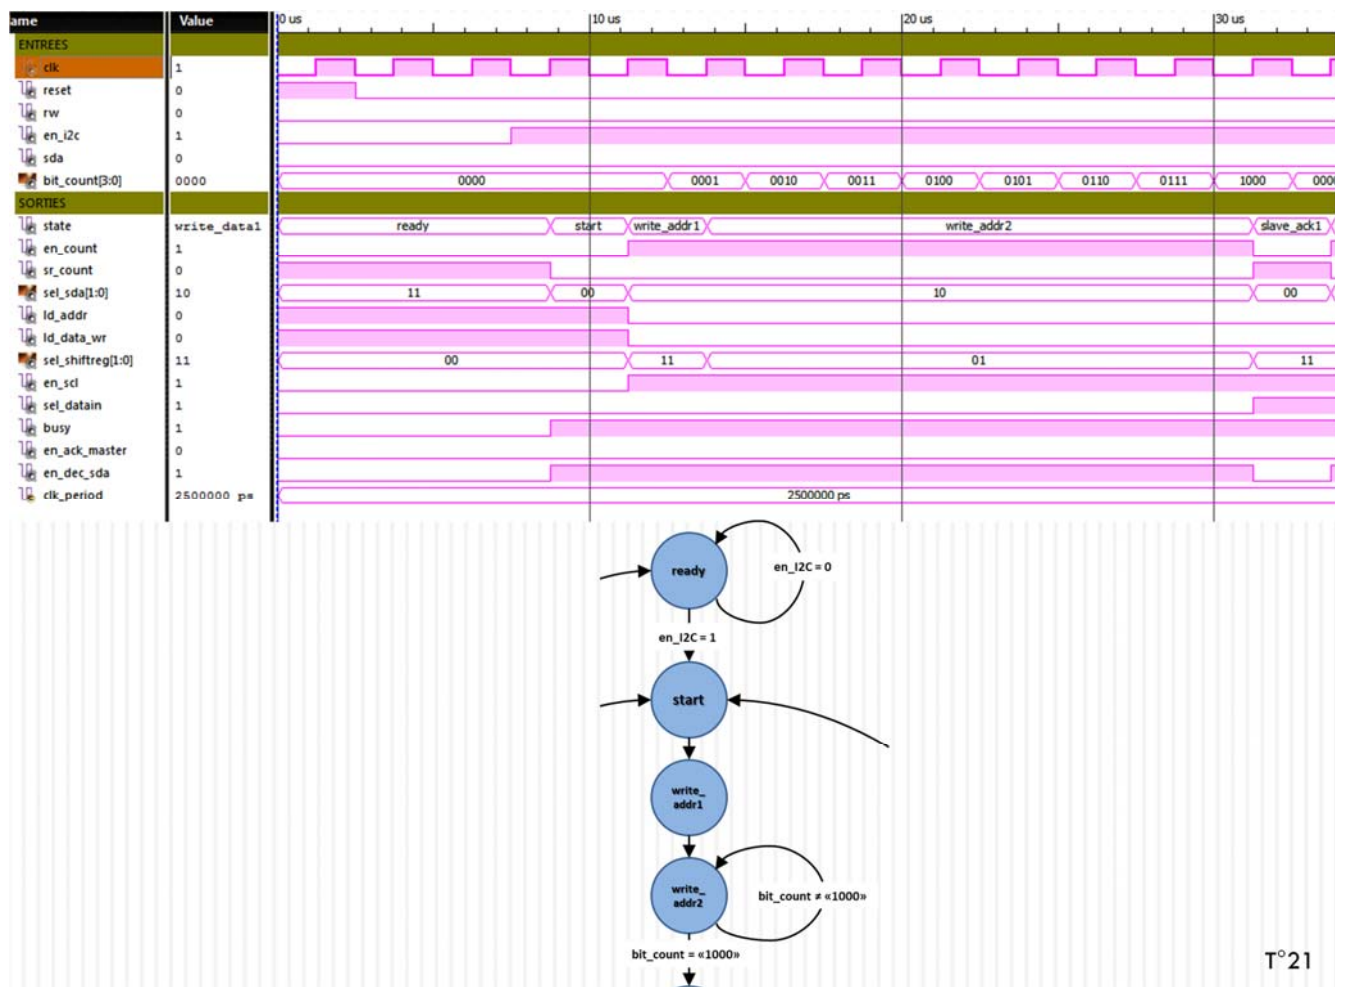 ame Value 0 us 10 us 20 us 30 us
ENTREES
clk 1
reset 0
rw 0
en_i2c 1
sda 0
bit_count[3:0] 0000 0000 0001 0010 0011 0100 0101 0110 0111 1000 000
SORTIES
state write_data1 ready start write_addr1 write_addr2 slave_ack1
en_count 1
sr_count 0
sel_sda[1:0] 10 11 00 10 00
ld_addr 0
ld_data_wr 0
sel_shiftreg[1:0] 11 00 11 01 11
en_scl 1
sel_datain 1
busy 1
en_ack_master 0
en_dec_sda 1
clk_period 2500000 ps 2500000 ps
ready
en_I2C = 0
en_I2C = 1
start
write_
addr1
write_
addr2
bit_count ≠ «1000»
bit_count = «1000»
T°21